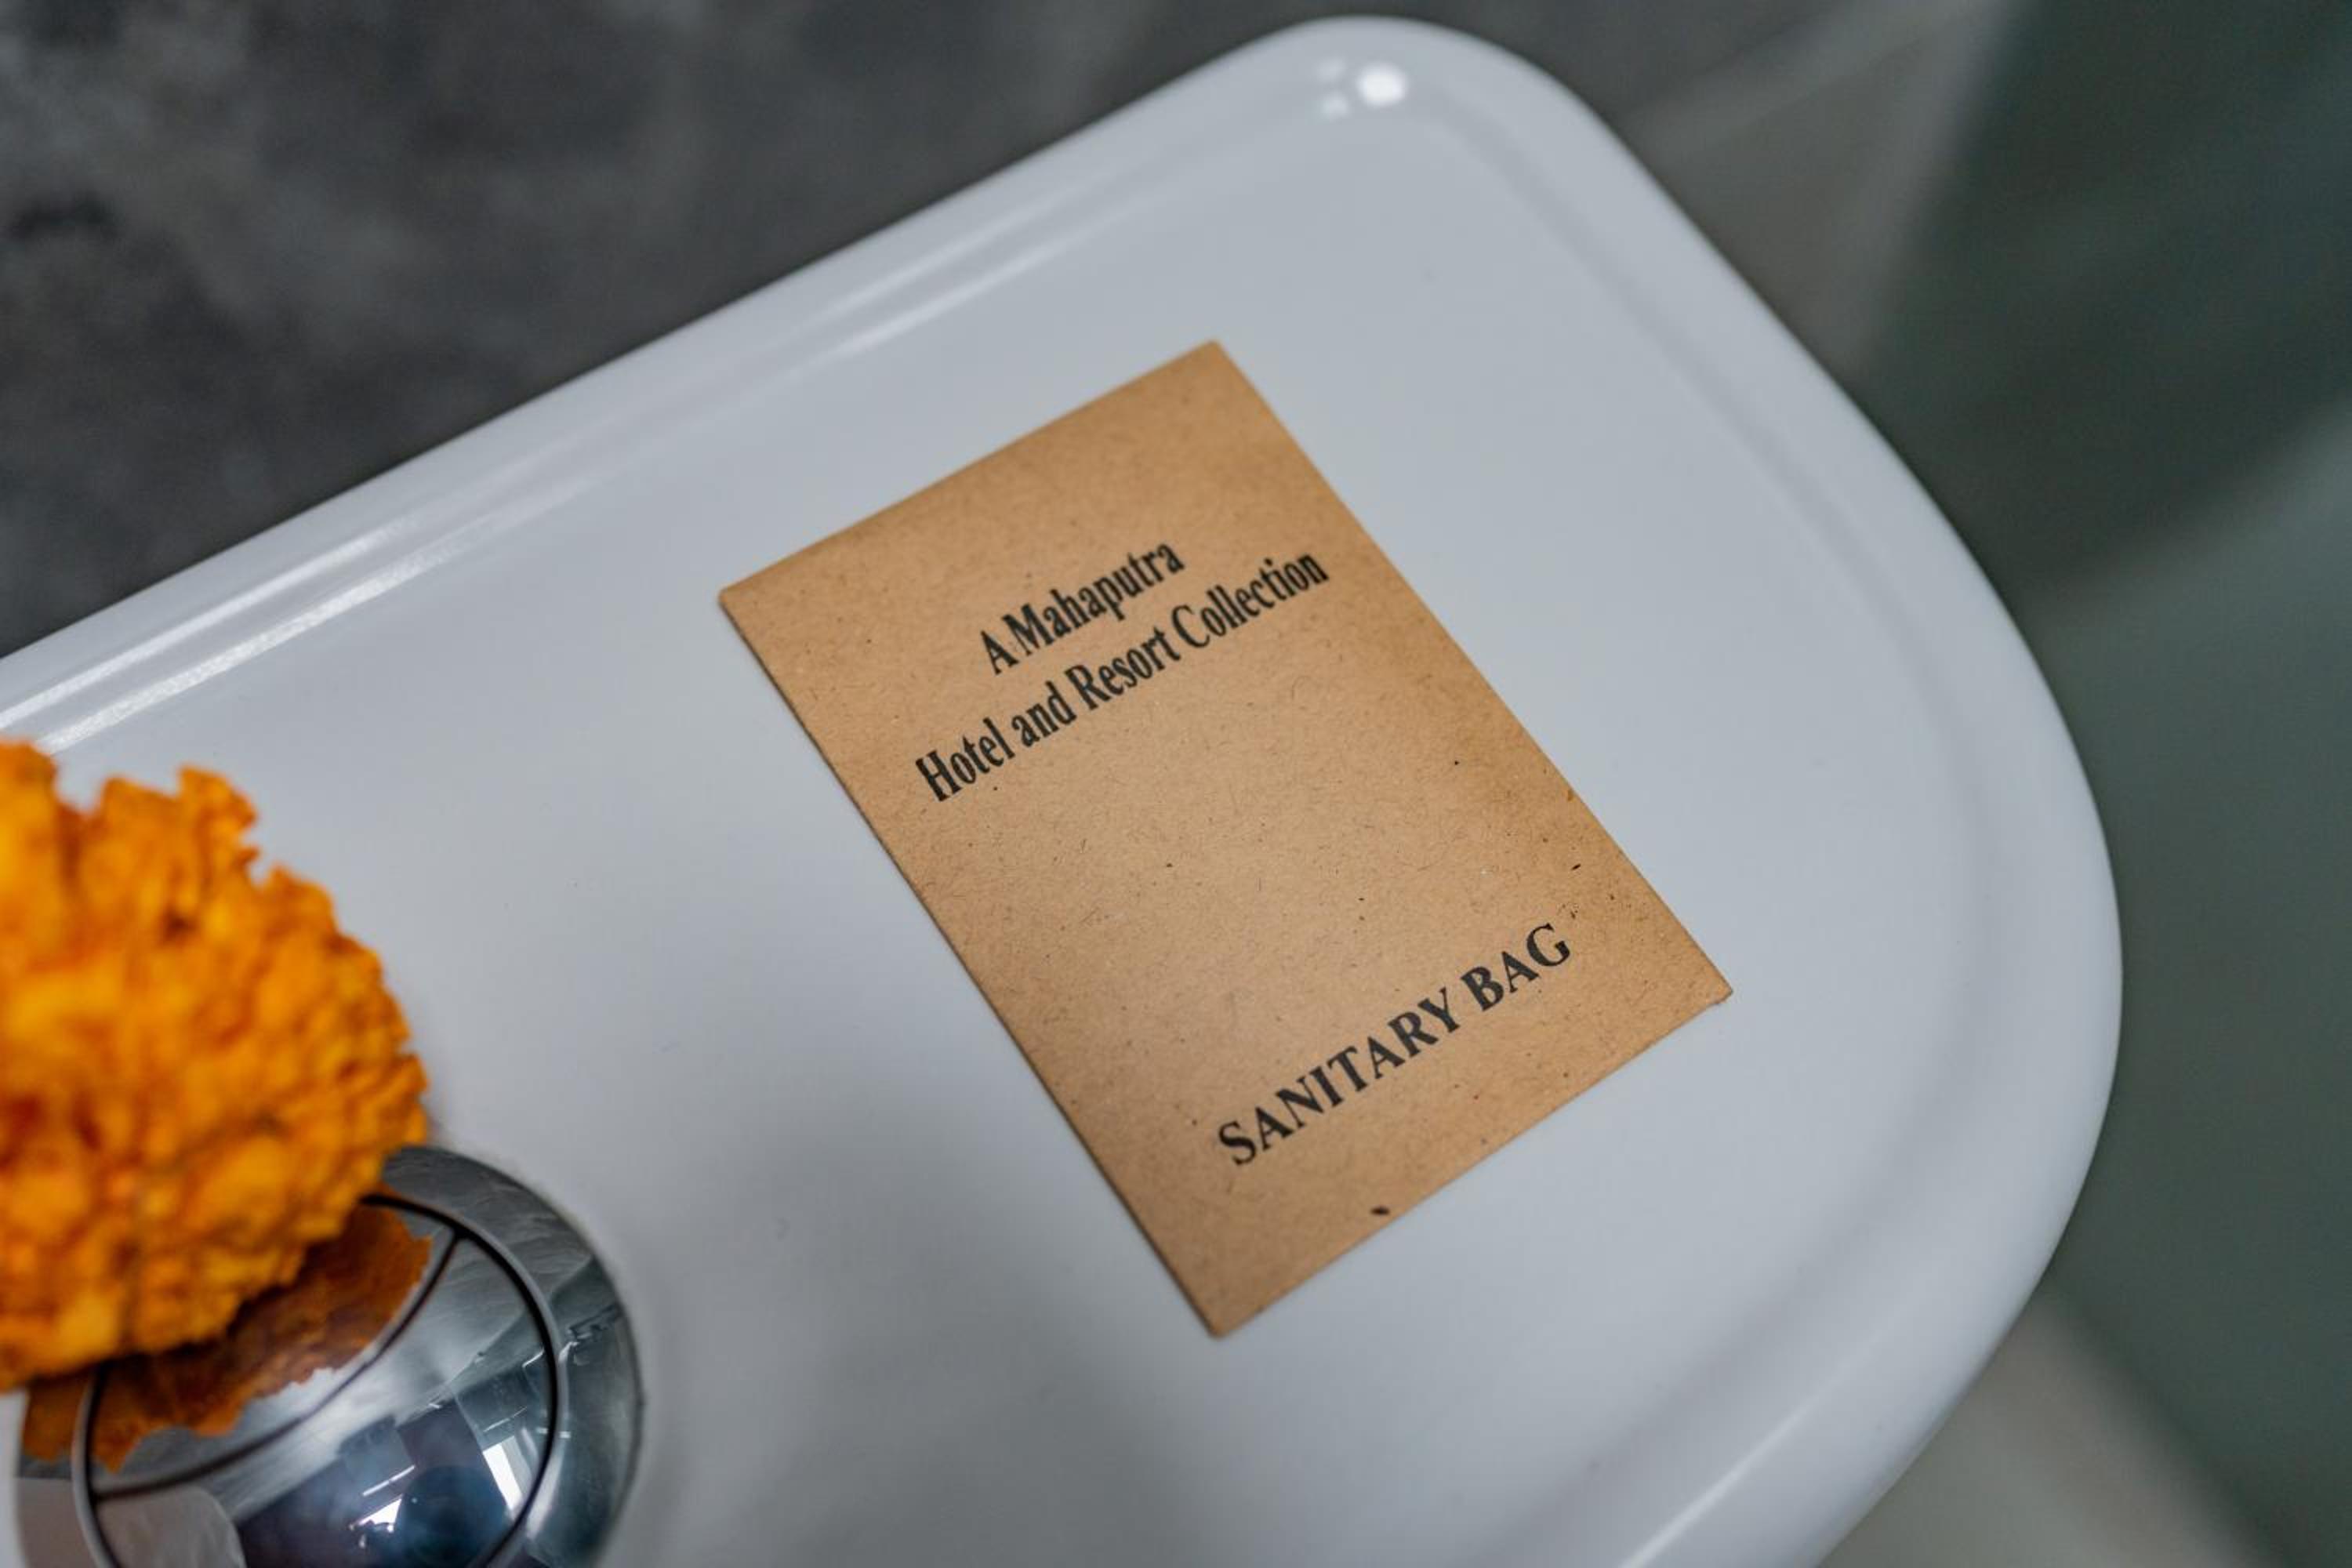 A Mahaputra
Hotel and Resort Collection
SANITARY BAG